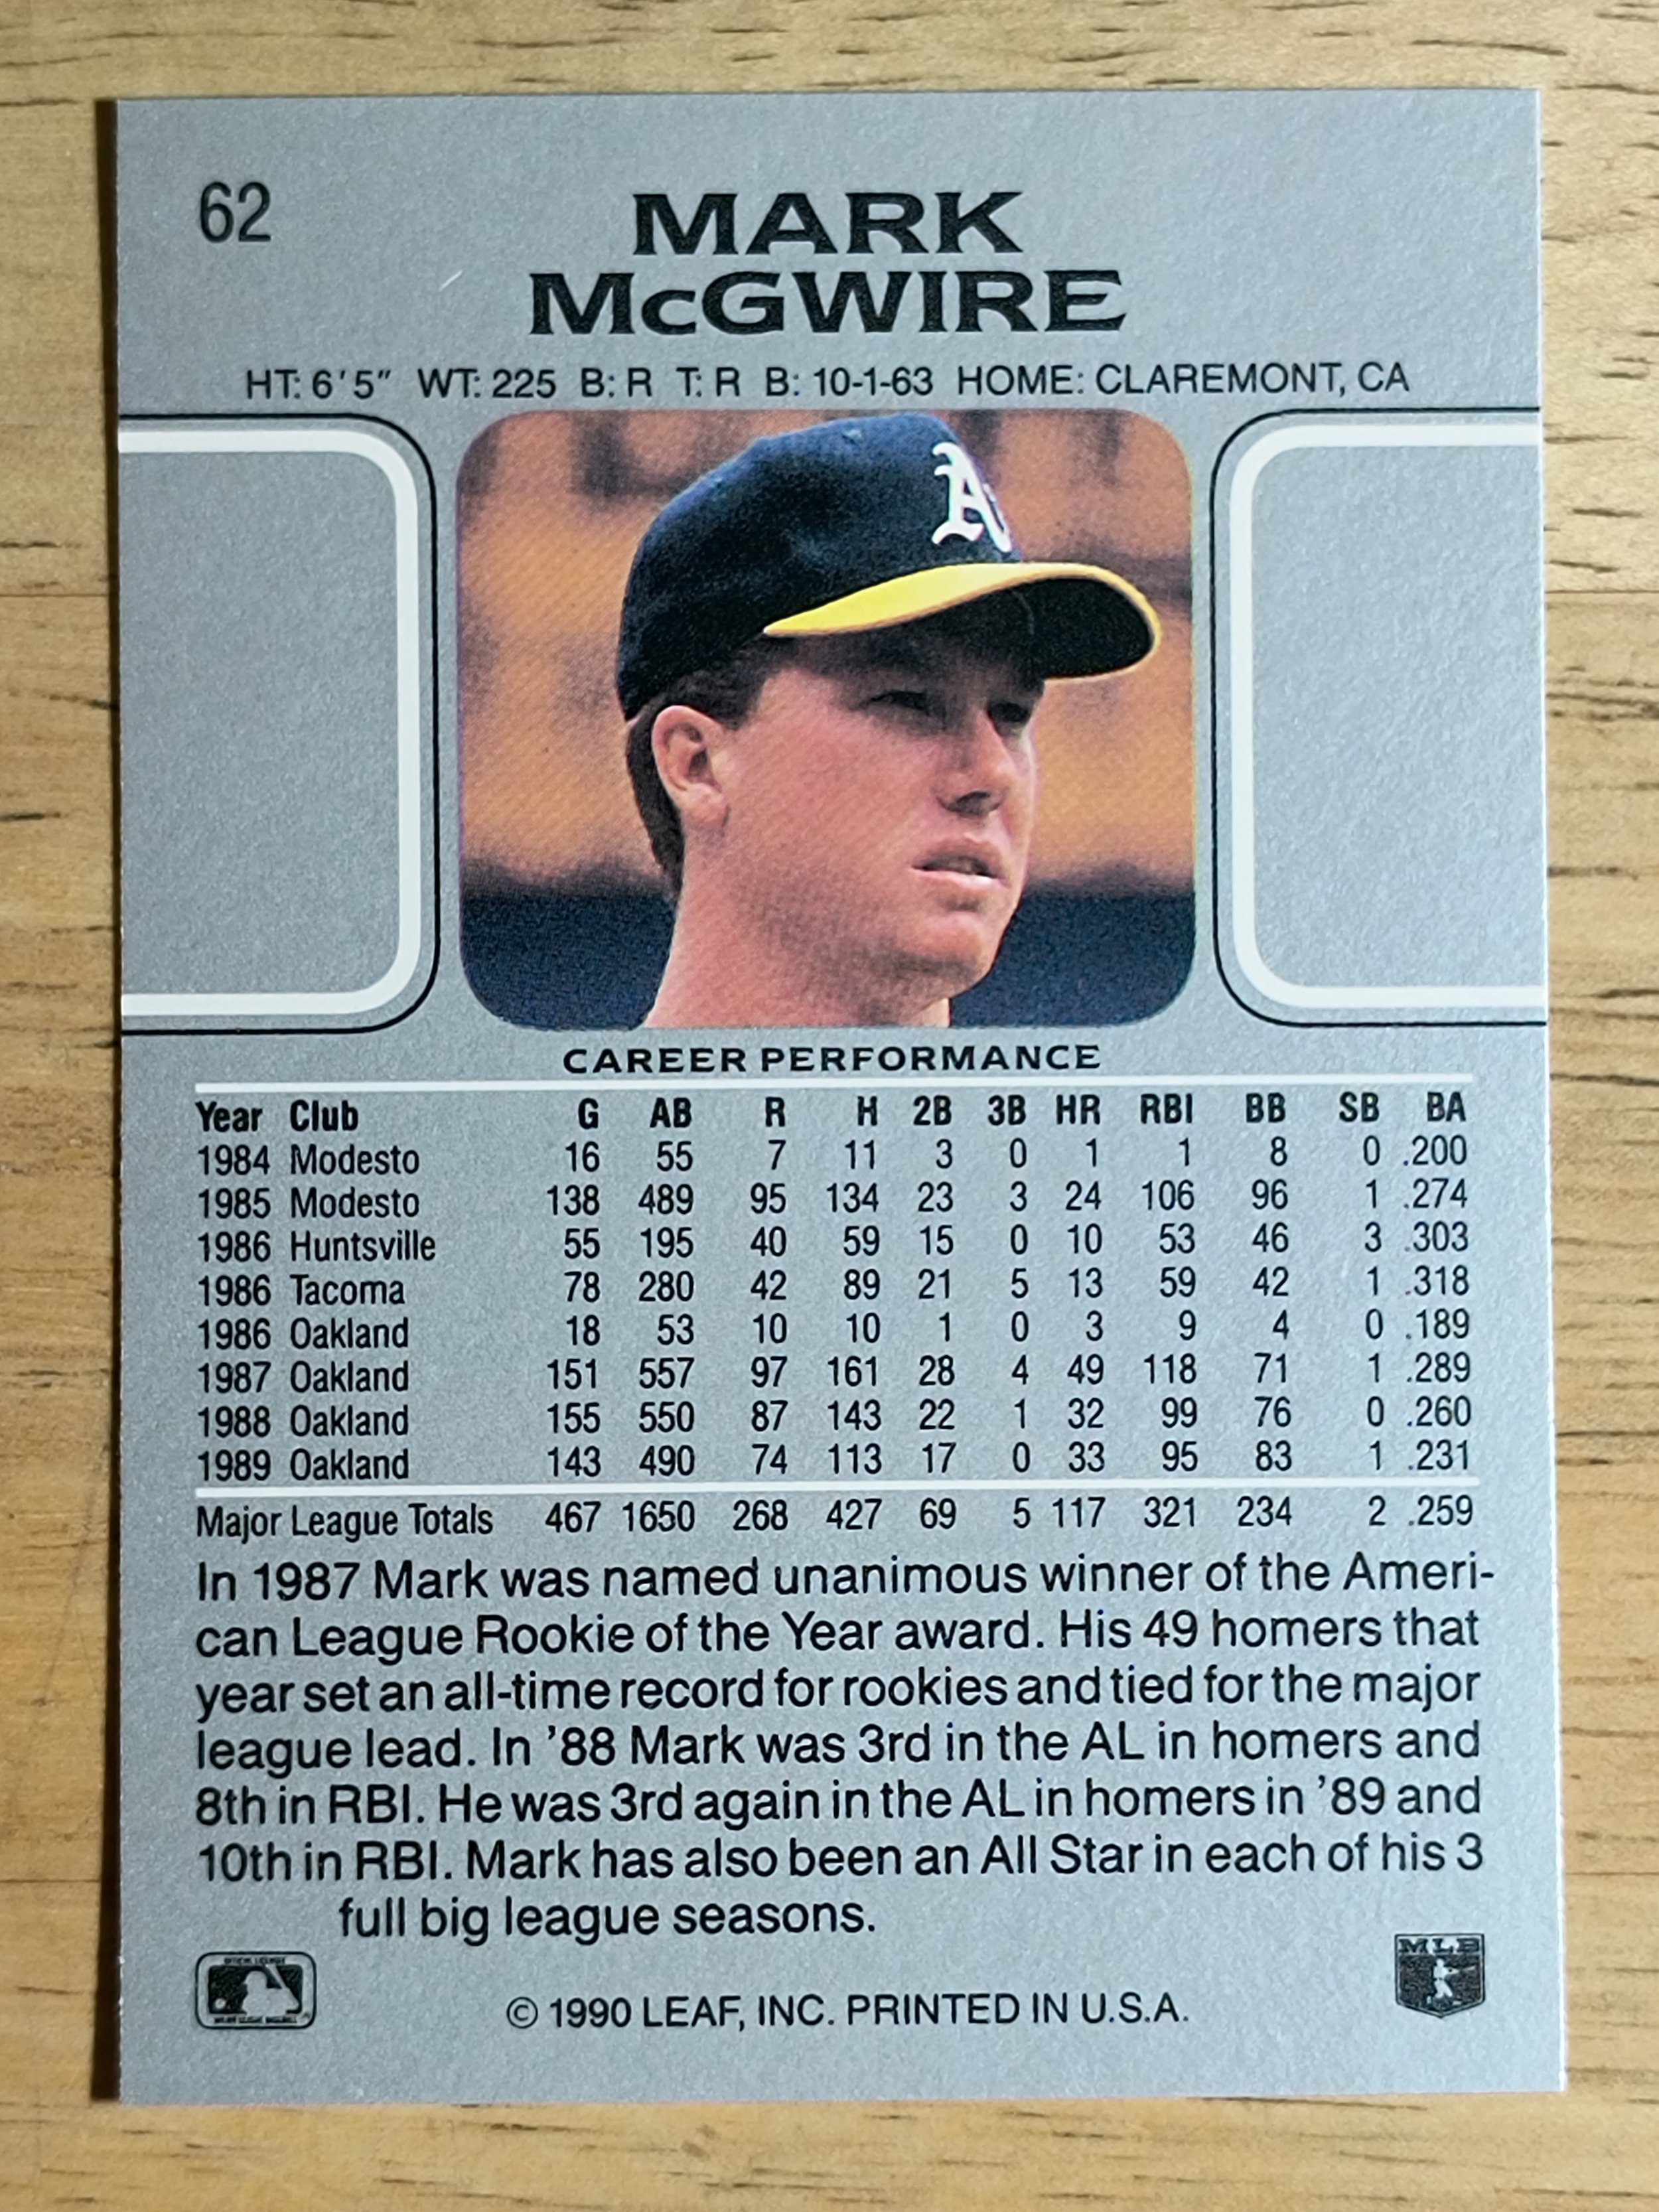 62
MARK
McGWIRE
HT: 6'5" WT: 225 B: R T: R B: 10-1-63 HOME: CLAREMONT, CA
A's
CAREER PERFORMANCE
Year Club G AB R H 2B 3B HR RBI BB SB BA
1984 Modesto 16 55 7 11 3 0 1 1 8 0 .200
1985 Modesto 138 489 95 134 23 3 24 106 96 1 .274
1986 Huntsville 55 195 40 59 15 0 10 53 46 3 .303
1986 Tacoma 78 280 42 89 21 5 13 59 42 1 .318
1986 Oakland 18 53 10 10 1 0 3 9 4 0 .189
1987 Oakland 151 557 97 161 28 4 49 118 71 1 .289
1988 Oakland 155 550 87 143 22 1 32 99 76 0 .260
1989 Oakland 143 490 74 113 17 0 33 95 83 1 .231
Major League Totals 467 1650 268 427 69 5 117 321 234 2 .259
In 1987 Mark was named unanimous winner of the Ameri-
can League Rookie of the Year award. His 49 homers that
year set an all-time record for rookies and tied for the major
league lead. In '88 Mark was 3rd in the AL in homers and
8th in RBI. He was 3rd again in the AL in homers in '89 and
10th in RBI. Mark has also been an All Star in each of his 3
full big league seasons.
MLB
© 1990 LEAF, INC. PRINTED IN U.S.A.